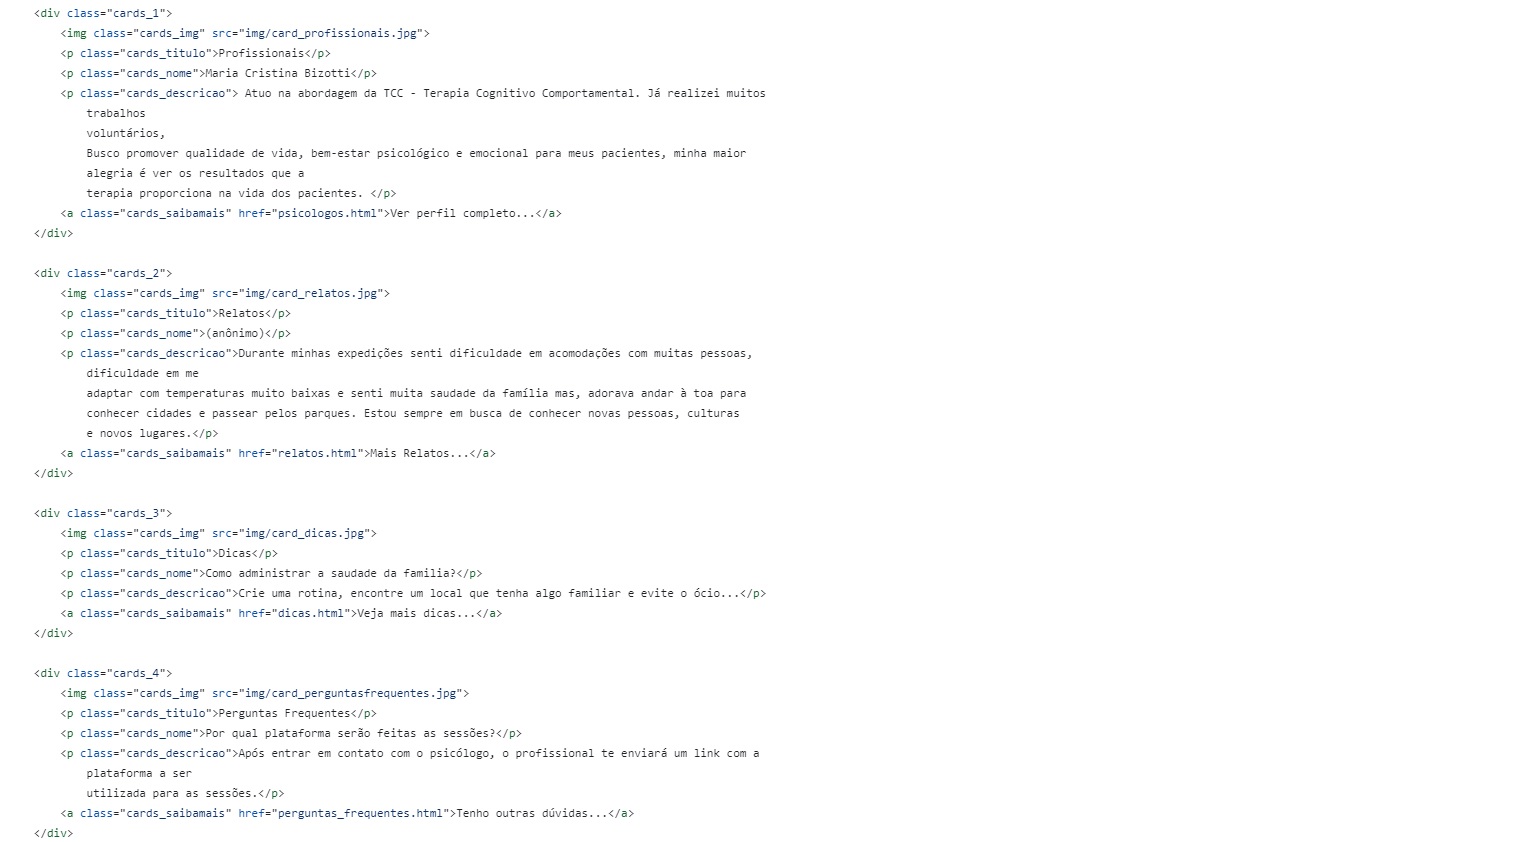 <div class="cards_1">
<img class="cards_img" src="img/card_profissionais.jpg">
<p class="cards_titulo">Profissionais</p>
<p class="cards_nome">Maria Cristina Bizotti</p>
<p class="cards_descricao"> Atuo na abordagem da TCC - Terapia Cognitivo Comportamental. Já realizei muitos
trabalhos
voluntários,
Busco promover qualidade de vida, bem-estar psicológico e emocional para meus pacientes, minha maior
alegria é ver os resultados que a
terapia proporciona na vida dos pacientes. </p>
<a class="cards_saibamais" href="psicologos.html">Ver perfil completo...</a>
</div>
<div class="cards_2">
<img class="cards_img" src="img/card_relatos.jpg">
<p class="cards_titulo">Relatos</p>
<p class="cards_nome">(anônimo)</p>
<p class="cards_descricao">Durante minhas expedições senti dificuldade em acomodações com muitas pessoas,
dificuldade em me
adaptar com temperaturas muito baixas e senti muita saudade da família mas, adorava andar à toa para
conhecer cidades e passear pelos parques. Estou sempre em busca de conhecer novas pessoas, culturas
e novos lugares.</p>
<a class="cards_saibamais" href="relatos.html">Mais Relatos...</a>
</div>
<div class="cards_3">
<img class="cards_img" src="img/card_dicas.jpg">
<p class="cards_titulo">Dicas</p>
<p class="cards_nome">Como administrar a saudade da familia?</p>
<p class="cards_descricao">Crie uma rotina, encontre um local que tenha algo familiar e evite o ócio...</p>
<a class="cards_saibamais" href="dicas.html">Veja mais dicas...</a>
</div>
<div class="cards_4">
<img class="cards_img" src="img/card_perguntasfrequentes.jpg">
<p class="cards_titulo">Perguntas Frequentes</p>
<p class="cards_nome">Por qual plataforma serão feitas as sessões?</p>
<p class="cards_descricao">Após entrar em contato com o psicólogo, o profissional te enviará um link com a
plataforma a ser
utilizada para as sessões.</p>
<a class="cards_saibamais" href="perguntas_frequentes.html">Tenho outras dúvidas...</a>
</div>